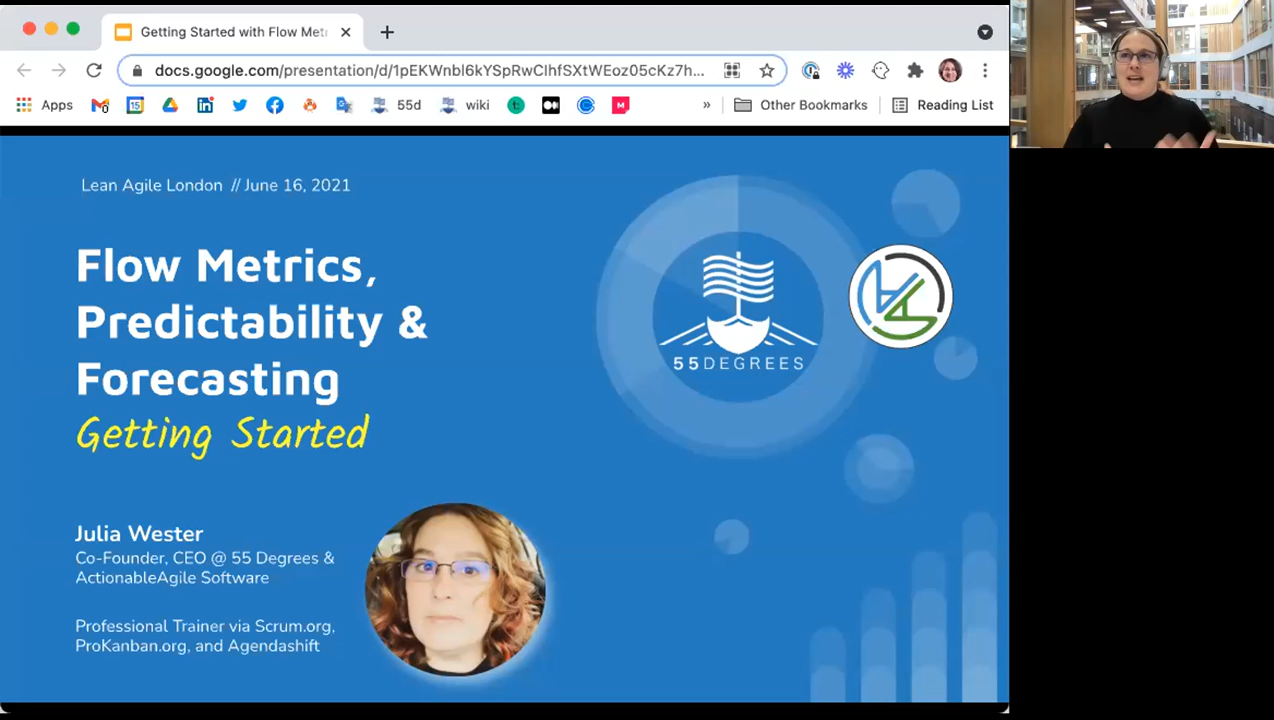 Getting Started with Flow Met
docs.google.com/presentation/d/1pEKWnbl6kYSpRwClhfSXtWEoz05cKz7h...
Apps
55d
wiki
»
Other Bookmarks
Reading List
Lean Agile London // June 16, 2021
Flow Metrics,
Predictability &
Forecasting
Getting Started
55DEGREES
Julia Wester
Co-Founder, CEO @ 55 Degrees &
ActionableAgile Software
Professional Trainer via Scrum.org,
ProKanban.org, and Agendashift